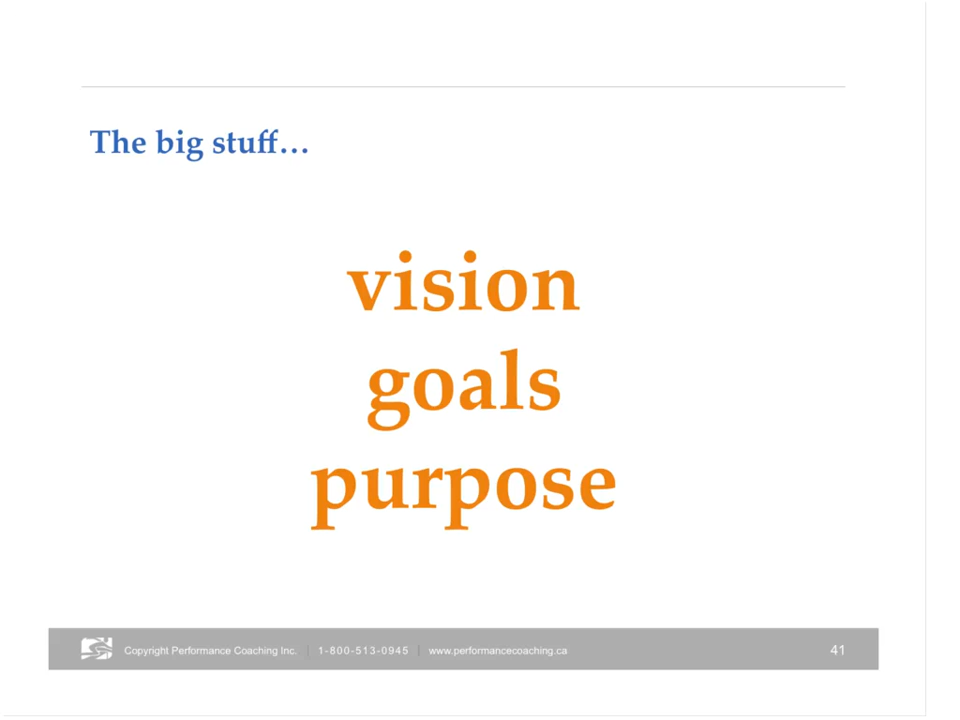 The big stuff…
vision
goals
purpose
Copyright Performance Coaching Inc. | 1-800-513-0945 | www.performancecoaching.ca 41